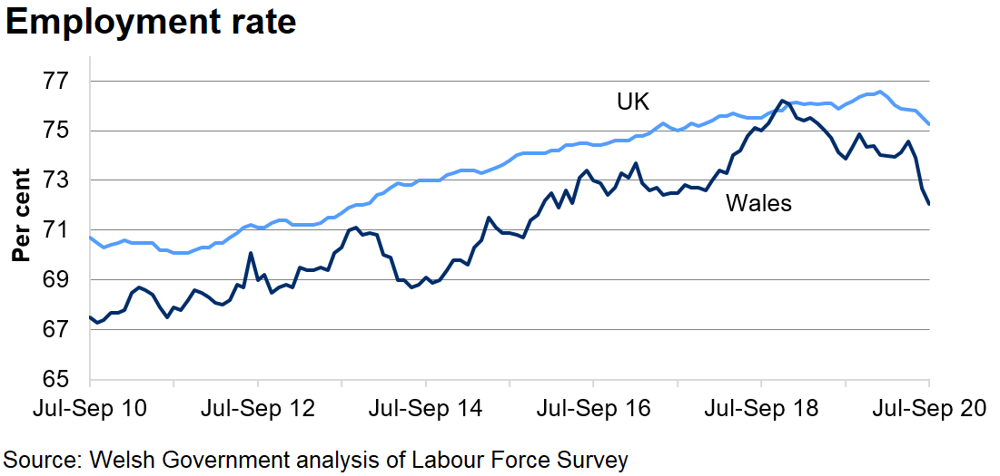 Employment rate
77
UK
75
73
Wales
Per cent
71
69
67
65
Jul-Sep 10 Jul-Sep 12 Jul-Sep 14 Jul-Sep 16 Jul-Sep 18 Jul-Sep 20
Source: Welsh Government analysis of Labour Force Survey